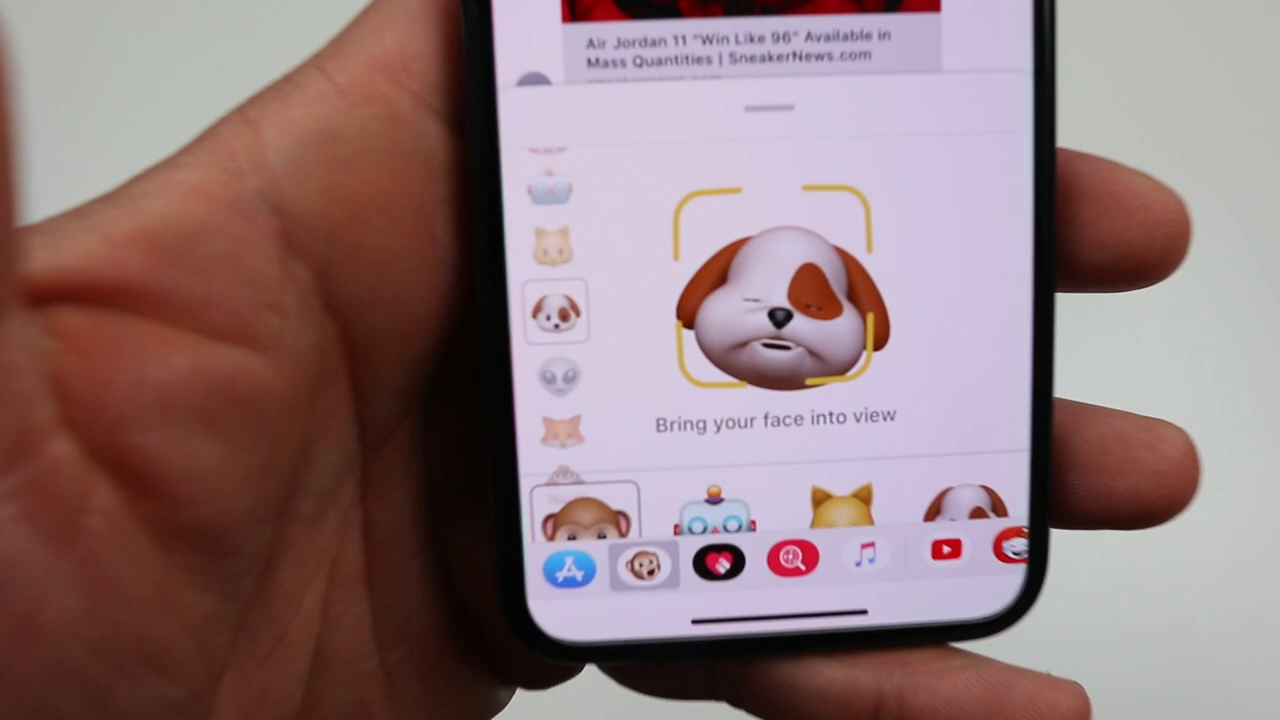 Air Jordan 11 "Win Like 96" Available in
Mass Quantities | SneakerNews.com
Bring your face into view